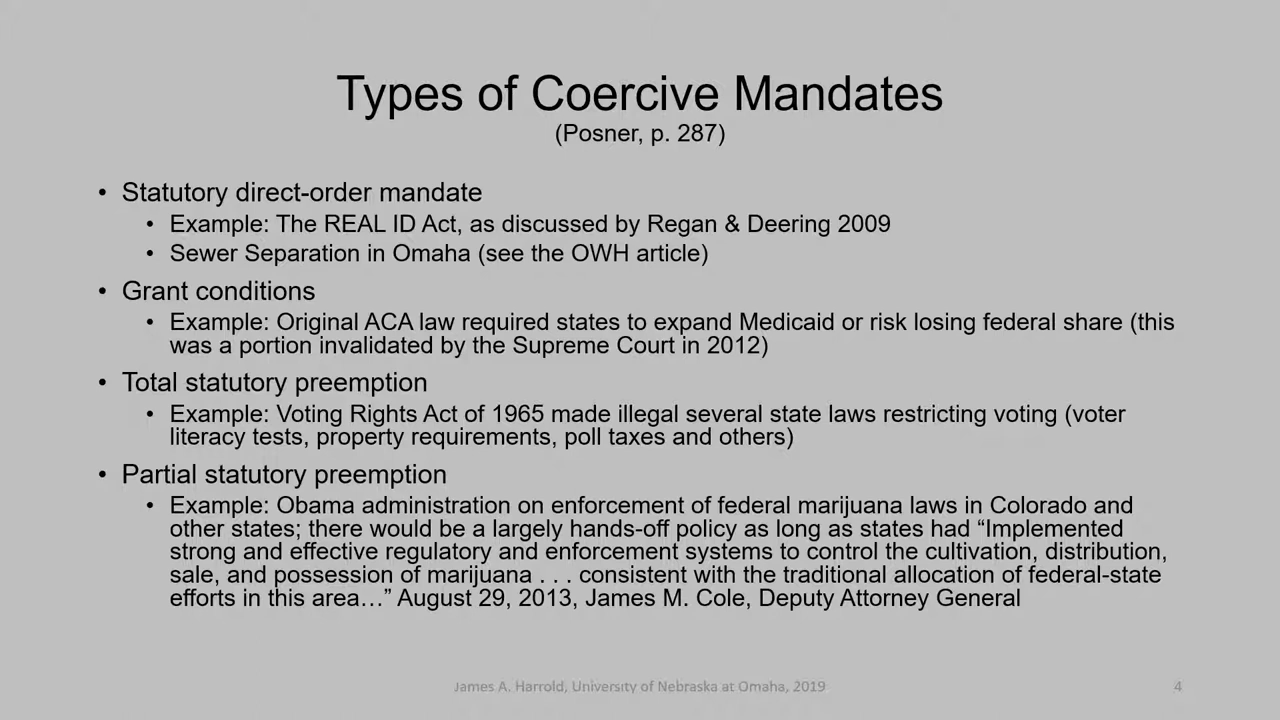 Types of Coercive Mandates
(Posner, p. 287)
• Statutory direct-order mandate
• Example: The REAL ID Act, as discussed by Regan & Deering 2009
• Sewer Separation in Omaha (see the OWH article)
• Grant conditions
• Example: Original ACA law required states to expand Medicaid or risk losing federal share (this
was a portion invalidated by the Supreme Court in 2012)
• Total statutory preemption
• Example: Voting Rights Act of 1965 made illegal several state laws restricting voting (voter
literacy tests, property requirements, poll taxes and others)
• Partial statutory preemption
• Example: Obama administration on enforcement of federal marijuana laws in Colorado and
other states; there would be a largely hands-off policy as long as states had “Implemented
strong and effective regulatory and enforcement systems to control the cultivation, distribution,
sale, and possession of marijuana . . . consistent with the traditional allocation of federal-state
efforts in this area…” August 29, 2013, James M. Cole, Deputy Attorney General
James A. Harrold, University of Nebraska at Omaha, 2019
4